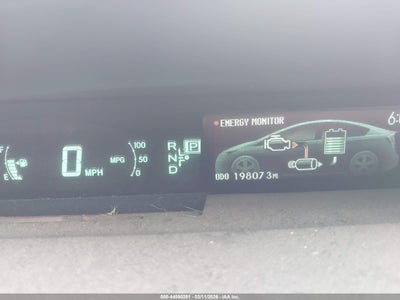 ENERGY MONITOR
F
E
0 MPH
MPG
100
50
0
R
N
D
P
ODO 198073 MI